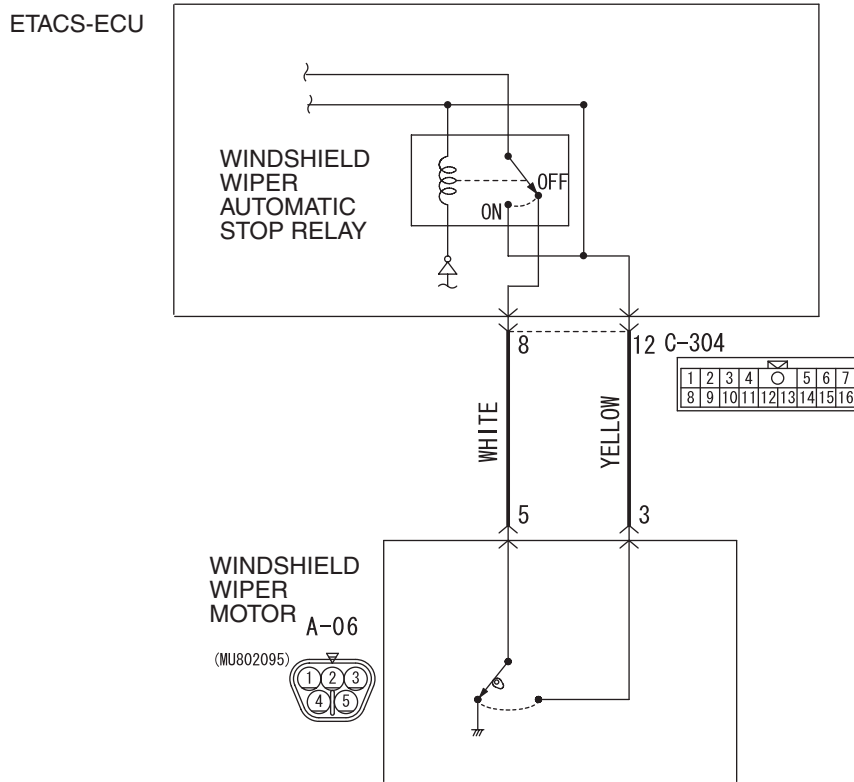 ETACS-ECU
WINDSHIELD
WIPER
AUTOMATIC
STOP RELAY
OFF
ON
8
12 C-304
1 2 3 4 5 6 7
8 9 10 11 12 13 14 15 16
WHITE
YELLOW
5
3
WINDSHIELD
WIPER
MOTOR
A-06
(MU802095)
1 2 3
4 5